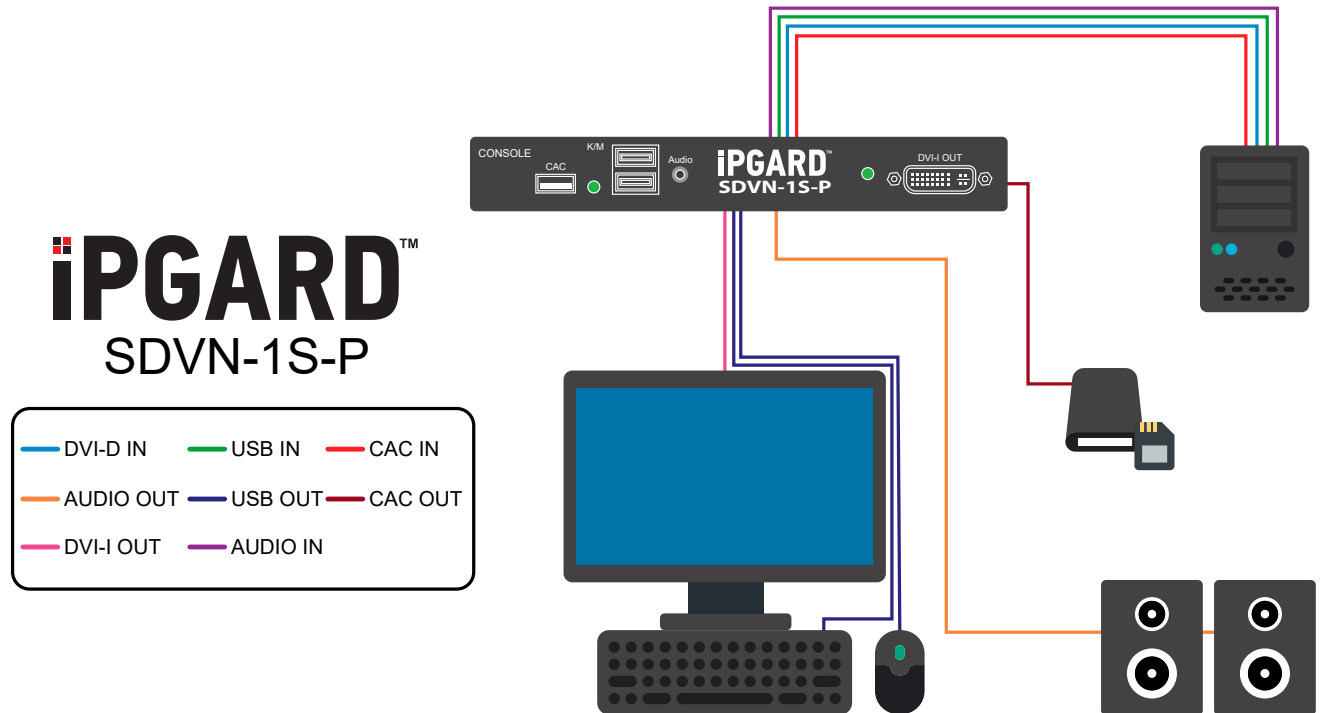 CONSOLE
CAC
K/M
Audio
iPGARD™
SDVN-1S-P
DVI-I OUT
iPGARD™
SDVN-1S-P
DVI-D IN USB IN CAC IN
AUDIO OUT USB OUT CAC OUT
DVI-I OUT AUDIO IN